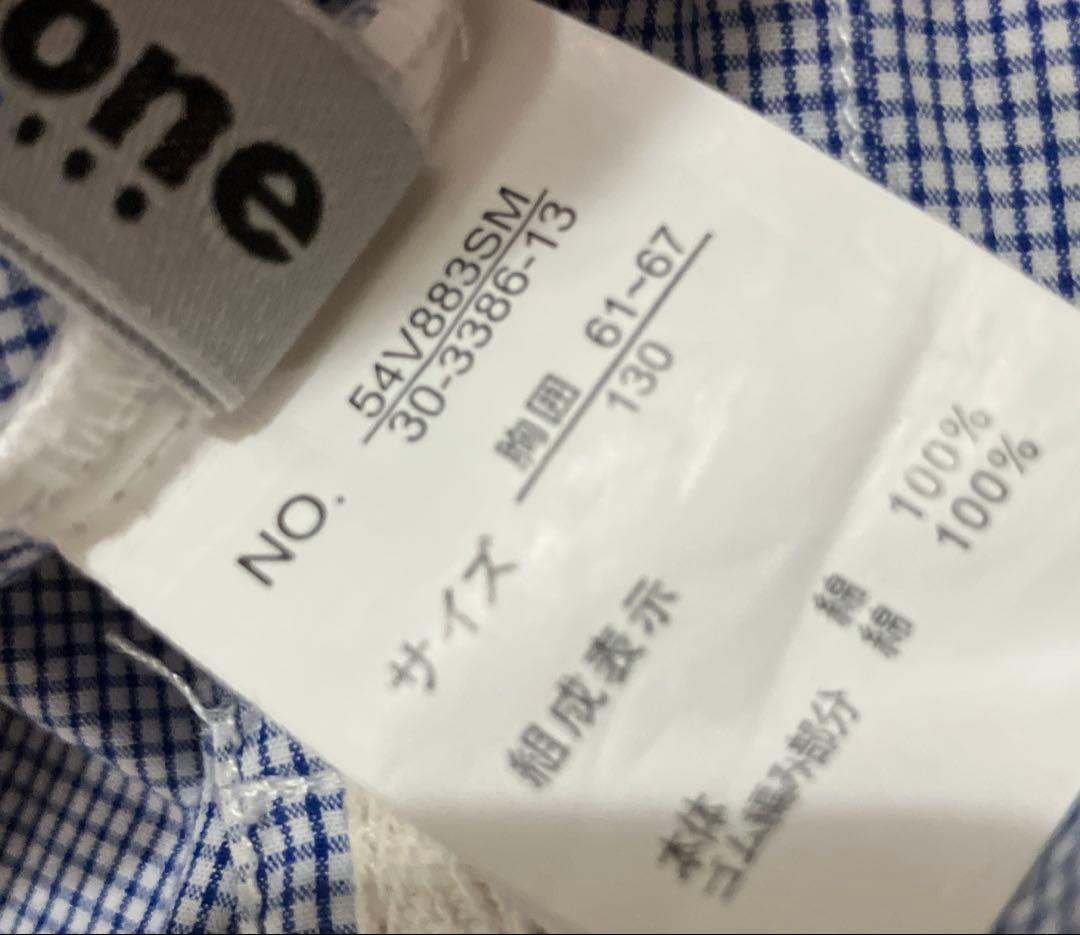 one
NO. 54V883SM
30-3386-13
サイズ 胸囲 61~67
130
組成表示
本体 綿 100%
ゴム編み部分 綿 100%